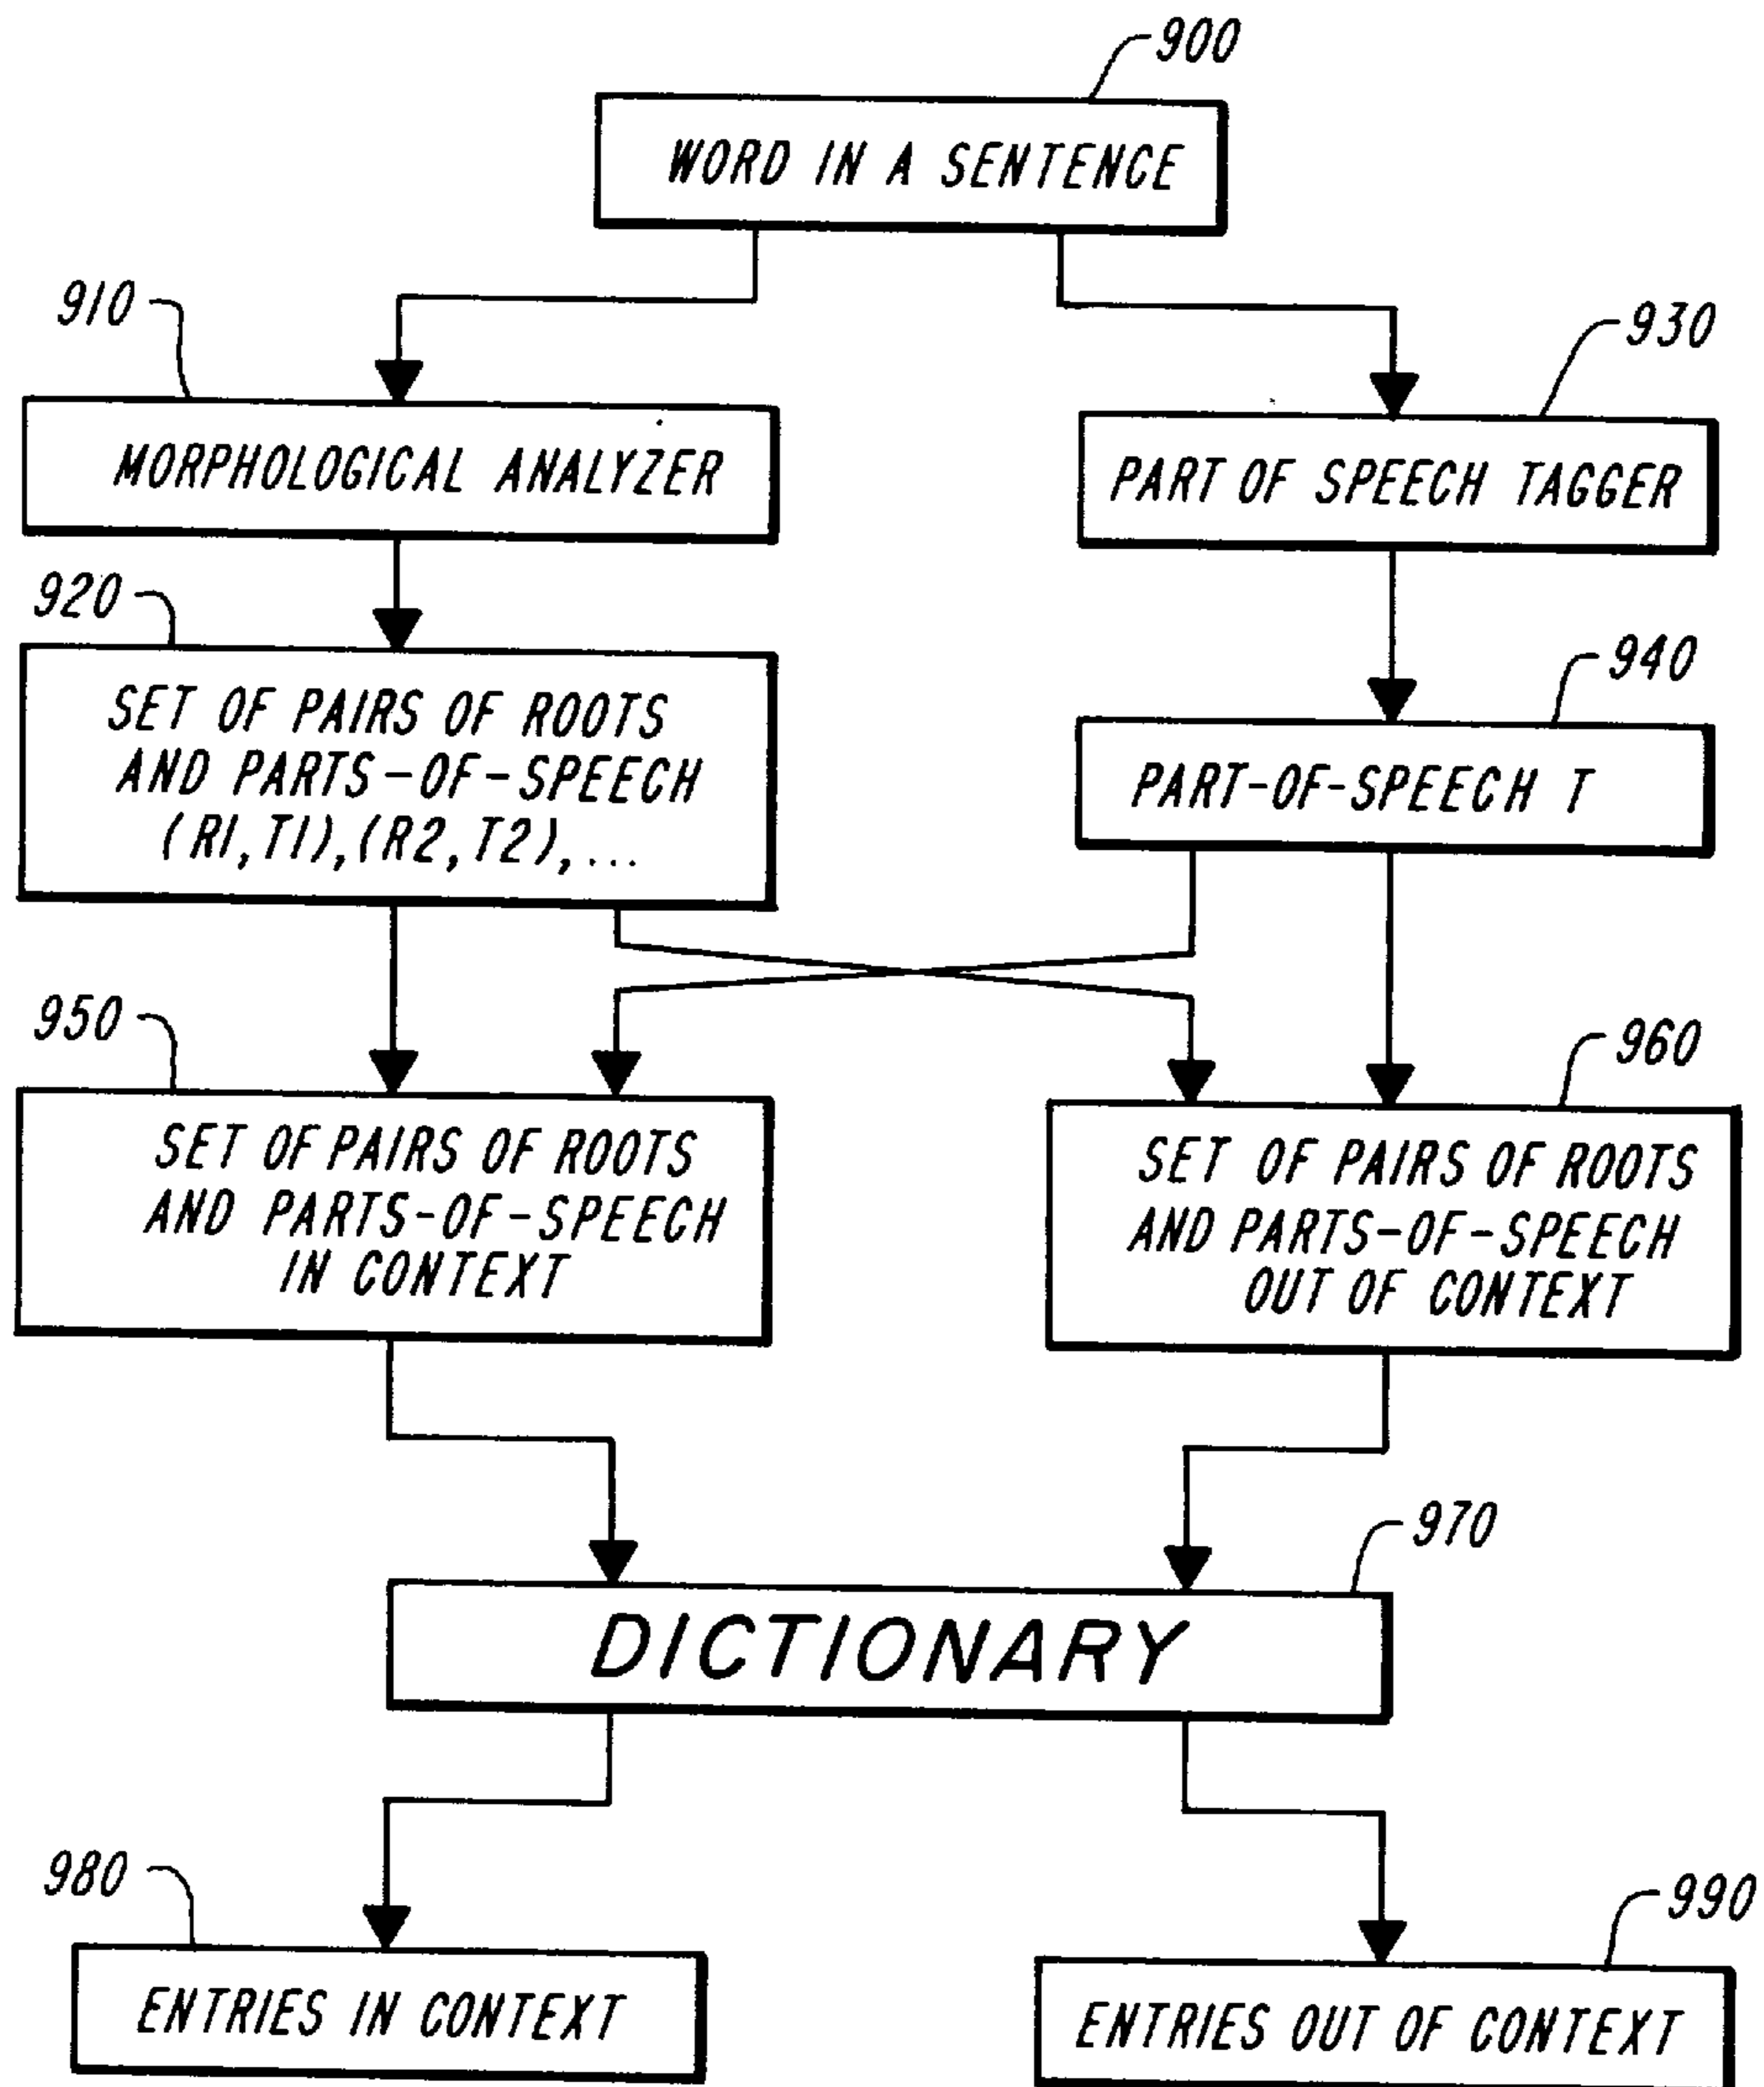 900
WORD IN A SENTENCE
910
930
MORPHOLOGICAL ANALYZER
PART OF SPEECH TAGGER
920
940
SET OF PAIRS OF ROOTS
AND PARTS-OF-SPEECH
(R1,T1),(R2,T2),...
PART-OF-SPEECH T
950
960
SET OF PAIRS OF ROOTS
AND PARTS-OF-SPEECH
IN CONTEXT
SET OF PAIRS OF ROOTS
AND PARTS-OF-SPEECH
OUT OF CONTEXT
970
DICTIONARY
980
990
ENTRIES IN CONTEXT
ENTRIES OUT OF CONTEXT